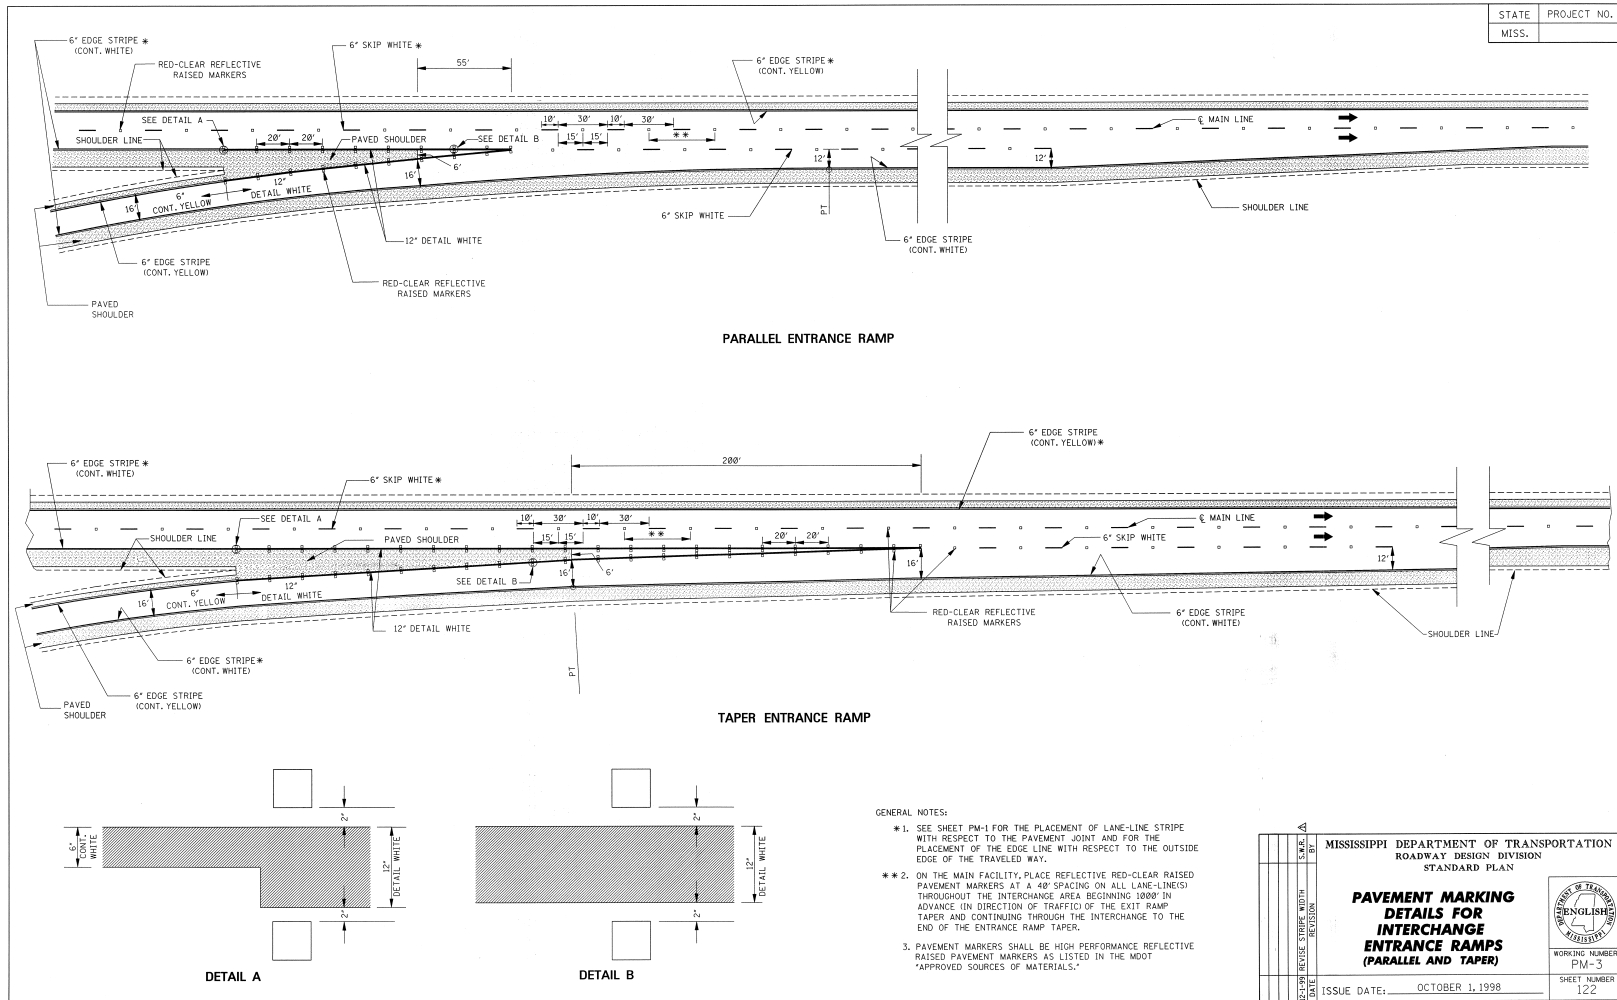 STATE PROJECT NO.
MISS.
6" EDGE STRIPE *
(CONT. WHITE)
RED-CLEAR REFLECTIVE
RAISED MARKERS
6" SKIP WHITE *
55'
6" EDGE STRIPE *
(CONT. YELLOW)
SEE DETAIL A
SHOULDER LINE
20' 20'
PAVED SHOULDER
SEE DETAIL B
10' 30' 10' 30'
15' 15'
**
℄ MAIN LINE
12'
12'
6'
16'
12"
DETAIL WHITE
6"
CONT. YELLOW
16'
PT
6" SKIP WHITE
SHOULDER LINE
12" DETAIL WHITE
6" EDGE STRIPE
(CONT. WHITE)
6" EDGE STRIPE
(CONT. YELLOW)
RED-CLEAR REFLECTIVE
RAISED MARKERS
PAVED
SHOULDER
PARALLEL ENTRANCE RAMP
6" EDGE STRIPE
(CONT. YELLOW) *
200'
6" EDGE STRIPE *
(CONT. WHITE)
6" SKIP WHITE *
SEE DETAIL A
SHOULDER LINE
PAVED SHOULDER
10' 30' 10' 30'
15' 15'
**
20' 20'
℄ MAIN LINE
6" SKIP WHITE
SEE DETAIL B
6'
16'
16'
12'
12"
DETAIL WHITE
6"
CONT. YELLOW
16'
12" DETAIL WHITE
RED-CLEAR REFLECTIVE
RAISED MARKERS
6" EDGE STRIPE
(CONT. WHITE)
SHOULDER LINE
6" EDGE STRIPE *
(CONT. WHITE)
6" EDGE STRIPE
(CONT. YELLOW)
PT
PAVED
SHOULDER
TAPER ENTRANCE RAMP
6"
CONT.
WHITE
2"
12"
DETAIL WHITE
2"
DETAIL A
2"
12"
DETAIL WHITE
2"
DETAIL B
GENERAL NOTES:
* 1. SEE SHEET PM-1 FOR THE PLACEMENT OF LANE-LINE STRIPE
WITH RESPECT TO THE PAVEMENT JOINT AND FOR THE
PLACEMENT OF THE EDGE LINE WITH RESPECT TO THE OUTSIDE
EDGE OF THE TRAVELED WAY.
* * 2. ON THE MAIN FACILITY, PLACE REFLECTIVE RED-CLEAR RAISED
PAVEMENT MARKERS AT A 40' SPACING ON ALL LANE-LINE(S)
THROUGHOUT THE INTERCHANGE AREA BEGINNING 1000' IN
ADVANCE (IN DIRECTION OF TRAFFIC) OF THE EXIT RAMP
TAPER AND CONTINUING THROUGH THE INTERCHANGE TO THE
END OF THE ENTRANCE RAMP TAPER.
3. PAVEMENT MARKERS SHALL BE HIGH PERFORMANCE REFLECTIVE
RAISED PAVEMENT MARKERS AS LISTED IN THE MDOT
"APPROVED SOURCES OF MATERIALS."
S.W.R. BY
REVISE STRIPE WIDTH REVISION
12-1-99 DATE
MISSISSIPPI DEPARTMENT OF TRANSPORTATION
ROADWAY DESIGN DIVISION
STANDARD PLAN
PAVEMENT MARKING
DETAILS FOR
INTERCHANGE
ENTRANCE RAMPS
(PARALLEL AND TAPER)
DEPARTMENT OF TRANSPORTATION
ENGLISH
MISSISSIPPI
WORKING NUMBER
PM-3
SHEET NUMBER
122
ISSUE DATE: OCTOBER 1, 1998